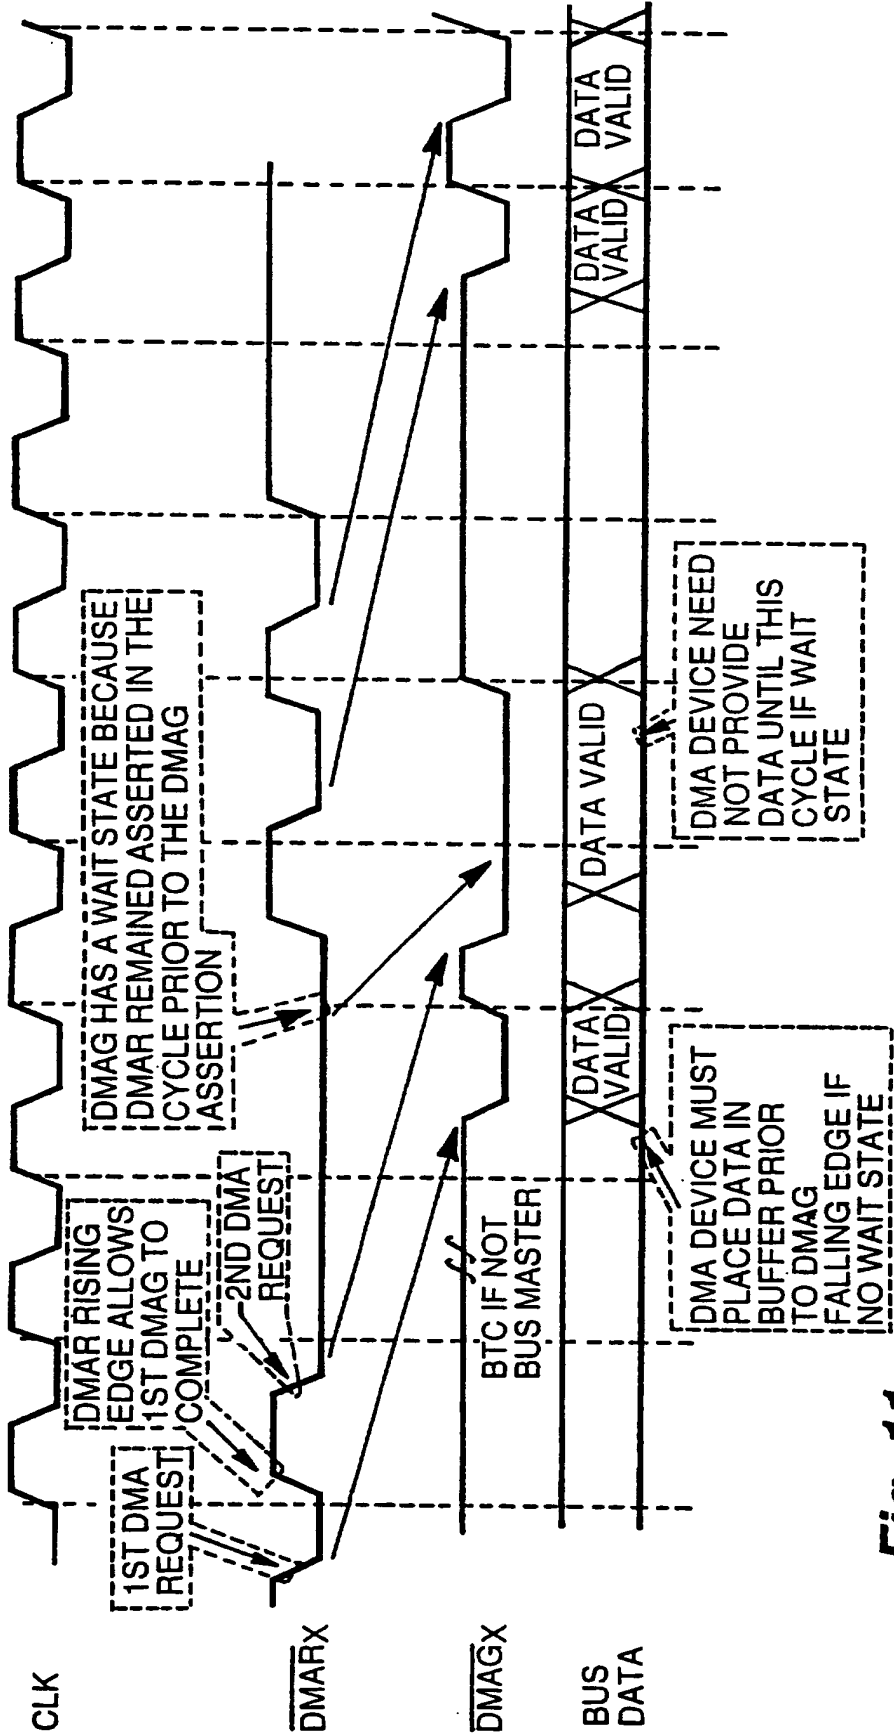 CLK
1ST DMA
REQUEST
DMAR RISING
EDGE ALLOWS
1ST DMAG TO
COMPLETE
2ND DMA
REQUEST
DMAG HAS A WAIT STATE BECAUSE
DMAR REMAINED ASSERTED IN THE
CYCLE PRIOR TO THE DMAG
ASSERTION
DMARX
DMAGX
BTC IF NOT
BUS MASTER
BUS
DATA
DATA
VALID
DATA VALID
DATA
VALID
DATA
VALID
DMA DEVICE MUST
PLACE DATA IN
BUFFER PRIOR
TO DMAG
FALLING EDGE IF
NO WAIT STATE
DMA DEVICE NEED
NOT PROVIDE
DATA UNTIL THIS
CYCLE IF WAIT
STATE